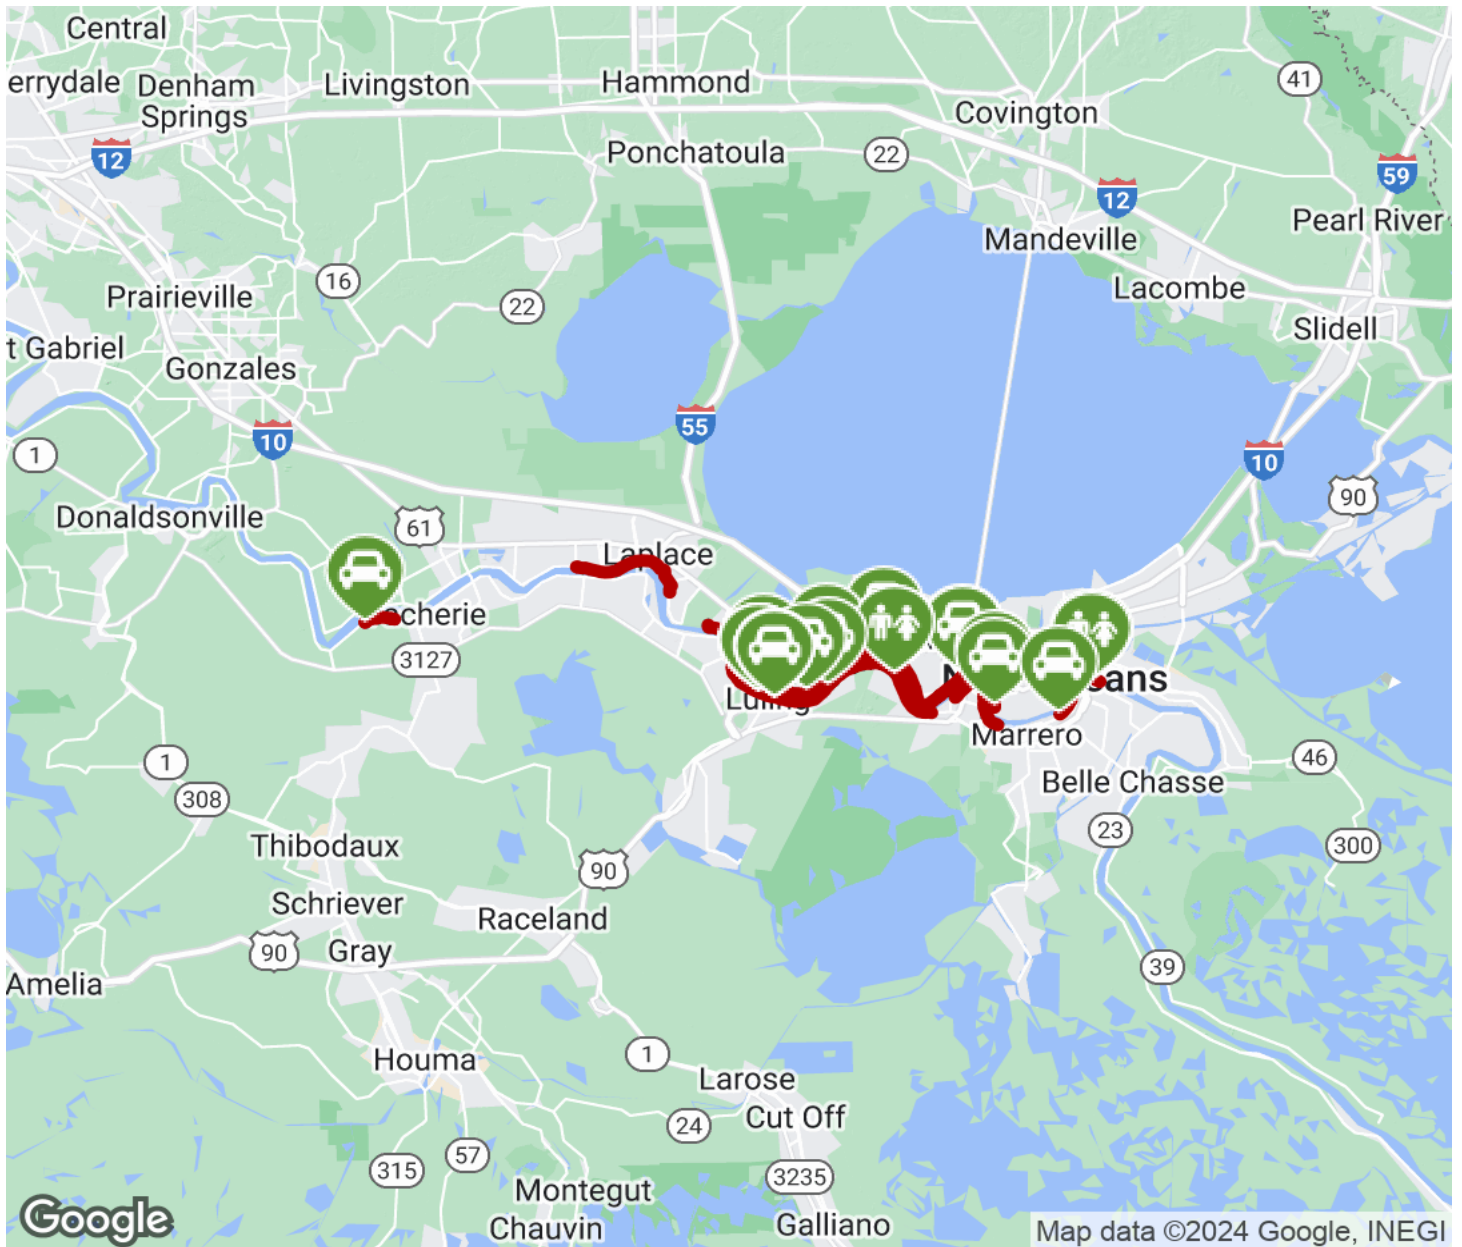 Central
41
errydale
Denham
Springs
Livingston
Hammond
Covington
12
Ponchatoula
22
59
12
Pearl River
Mandeville
16
Prairieville
22
Lacombe
t Gabriel
Slidell
Gonzales
55
10
1
10
90
Donaldsonville
61
Laplace
cherie
3127
N
ans
Luling
Marrero
1
46
Belle Chasse
308
23
Thibodaux
300
90
Schriever
Raceland
90
Gray
39
Amelia
1
Houma
Larose
24
Cut Off
57
315
3235
Montegut
Chauvin
Galliano
Google
Map data ©2024 Google, INEGI